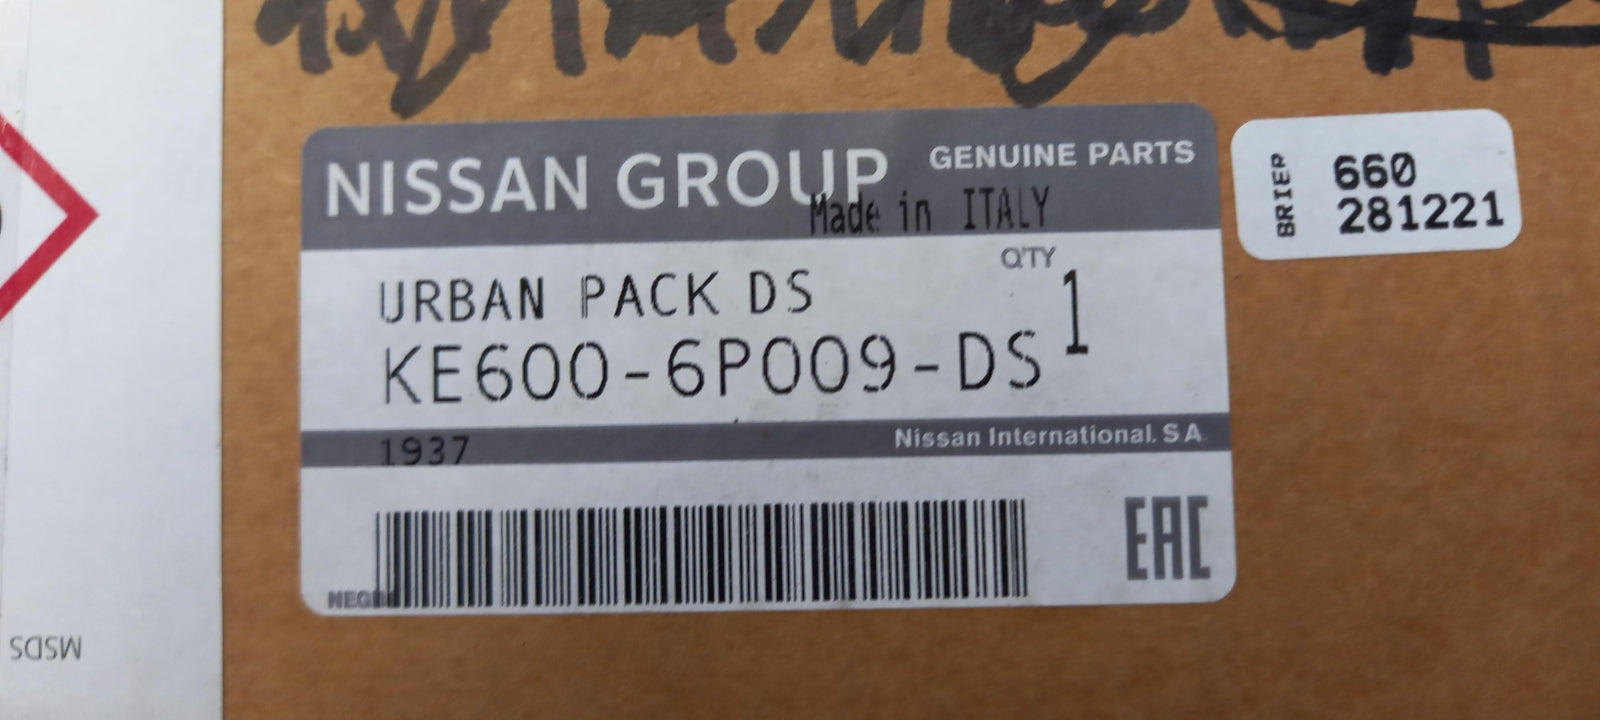 NISSAN GROUP GENUINE PARTS
Made in ITALY
Q'TY
URBAN PACK DS 1
KE600-6P009-DS
1937 Nissan International. S A
EAC
BRIER
660
281221
MSDS